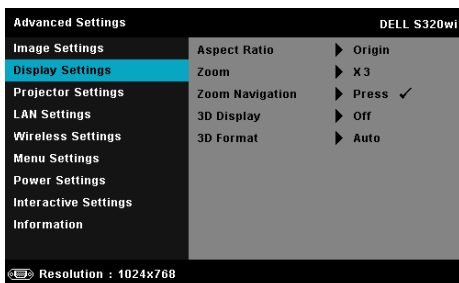 Advanced Settings DELL S320wi
Image Settings Aspect Ratio Origin
Display Settings Zoom X3
Projector Settings Zoom Navigation Press ✓
LAN Settings 3D Display Off
Wireless Settings 3D Format Auto
Menu Settings
Power Settings
Interactive Settings
Information
Resolution : 1024x768